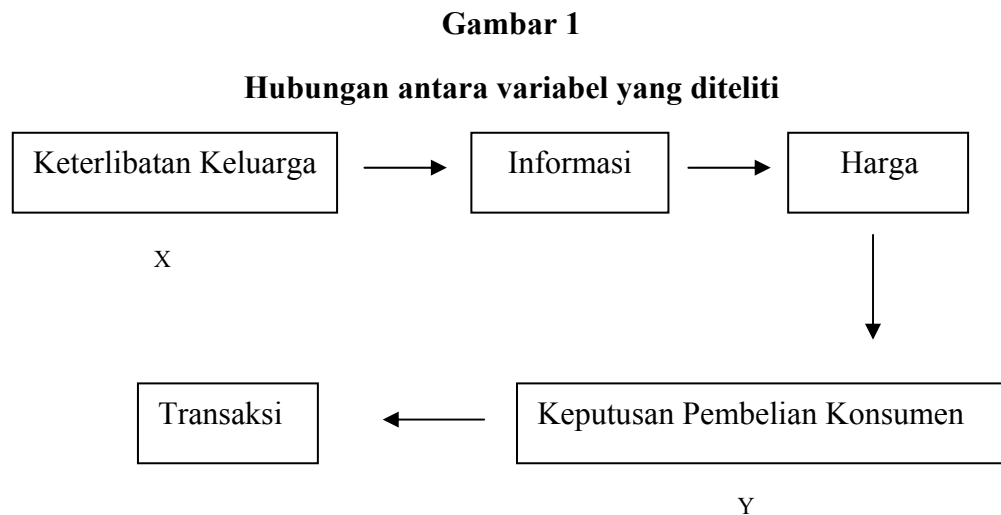 Gambar 1
Hubungan antara variabel yang diteliti
Keterlibatan Keluarga
Informasi
Harga
X
Transaksi
Keputusan Pembelian Konsumen
Y